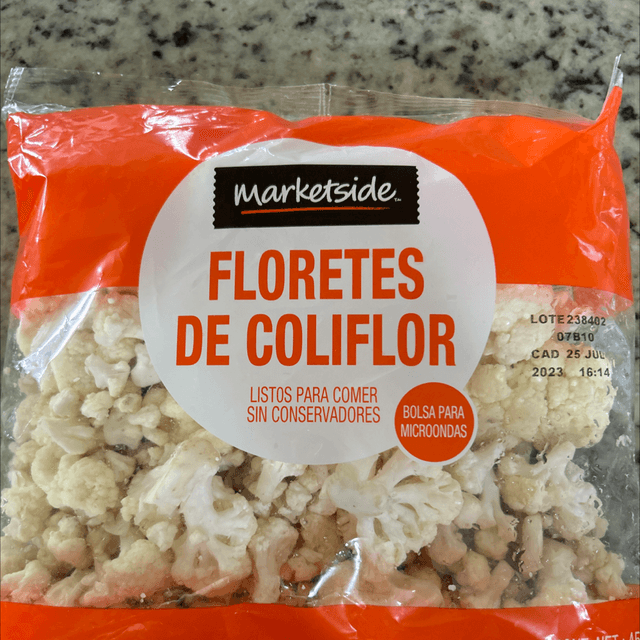 marketside
FLORETES
DE COLIFLOR
LISTOS PARA COMER
SIN CONSERVADORES
BOLSA PARA
MICROONDAS
LOTE 238402
07B10
CAD 25 JUL
2023 16:14